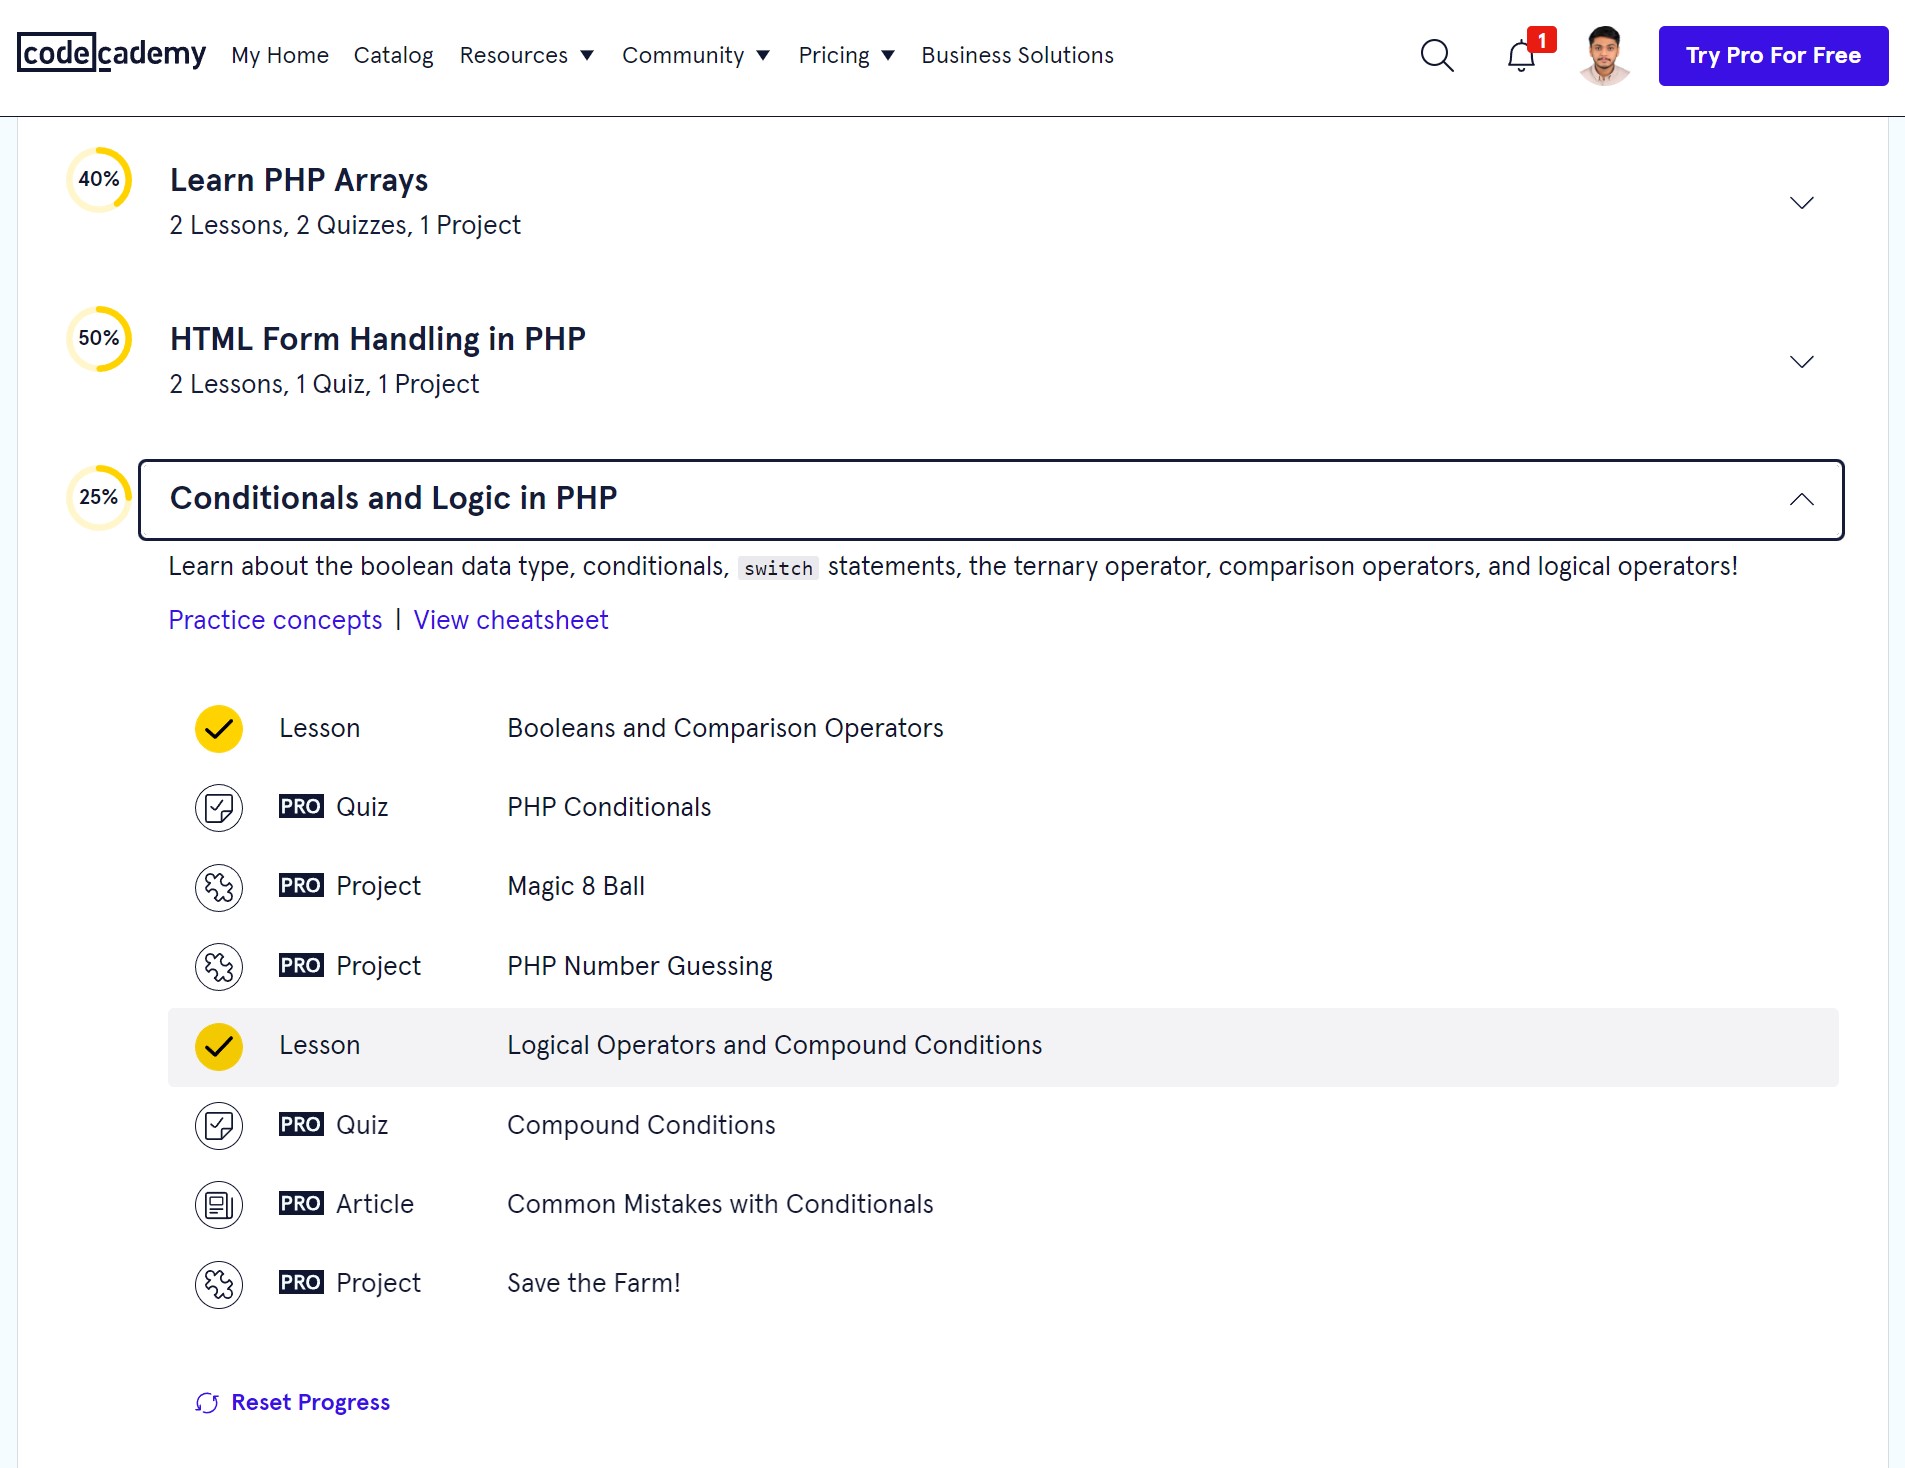 codecademy My Home Catalog Resources Community Pricing Business Solutions 1 Try Pro For Free
40% Learn PHP Arrays
2 Lessons, 2 Quizzes, 1 Project
50% HTML Form Handling in PHP
2 Lessons, 1 Quiz, 1 Project
25% Conditionals and Logic in PHP
Learn about the boolean data type, conditionals, switch statements, the ternary operator, comparison operators, and logical operators!
Practice concepts | View cheatsheet
Lesson Booleans and Comparison Operators
PRO Quiz PHP Conditionals
PRO Project Magic 8 Ball
PRO Project PHP Number Guessing
Lesson Logical Operators and Compound Conditions
PRO Quiz Compound Conditions
PRO Article Common Mistakes with Conditionals
PRO Project Save the Farm!
Reset Progress